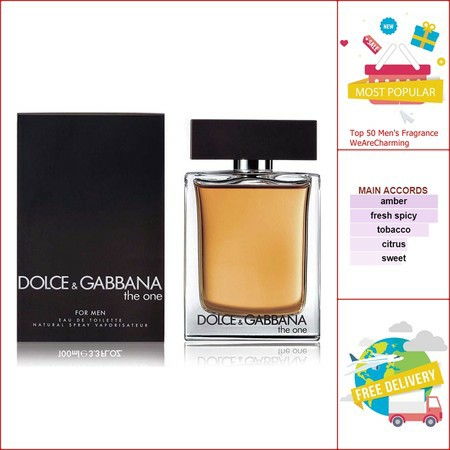 DOLCE & GABBANA
the one
FOR MEN
EAU DE TOILETTE
NATURAL SPRAY VAPORISATEUR
100ml℮3.3 fl.OZ.
DOLCE & GABBANA
the one
NEW
SALE
MOST POPULAR
Top 50 Men's Fragrance
WeAreCharming
MAIN ACCORDS
amber
fresh spicy
tobacco
citrus
sweet
FREE DELIVERY